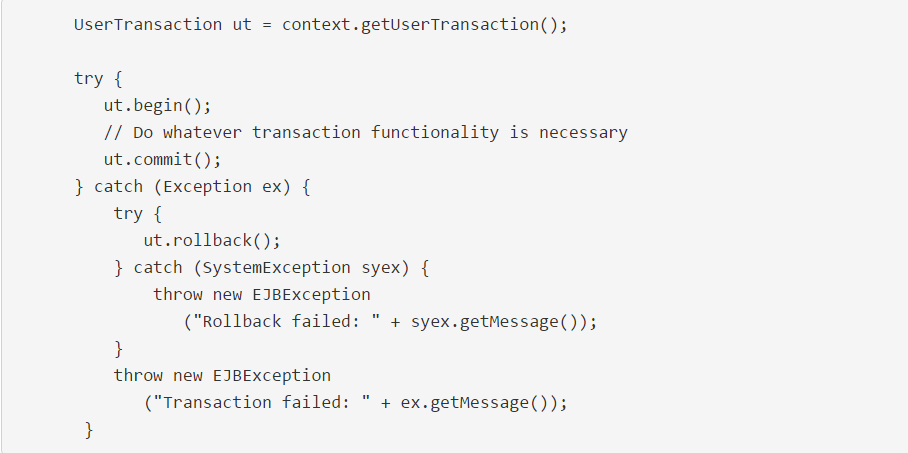 UserTransaction ut = context.getUserTransaction();
try {
ut.begin();
// Do whatever transaction functionality is necessary
ut.commit();
} catch (Exception ex) {
try {
ut.rollback();
} catch (SystemException syex) {
throw new EJBException
("Rollback failed: " + syex.getMessage());
}
throw new EJBException
("Transaction failed: " + ex.getMessage());
}